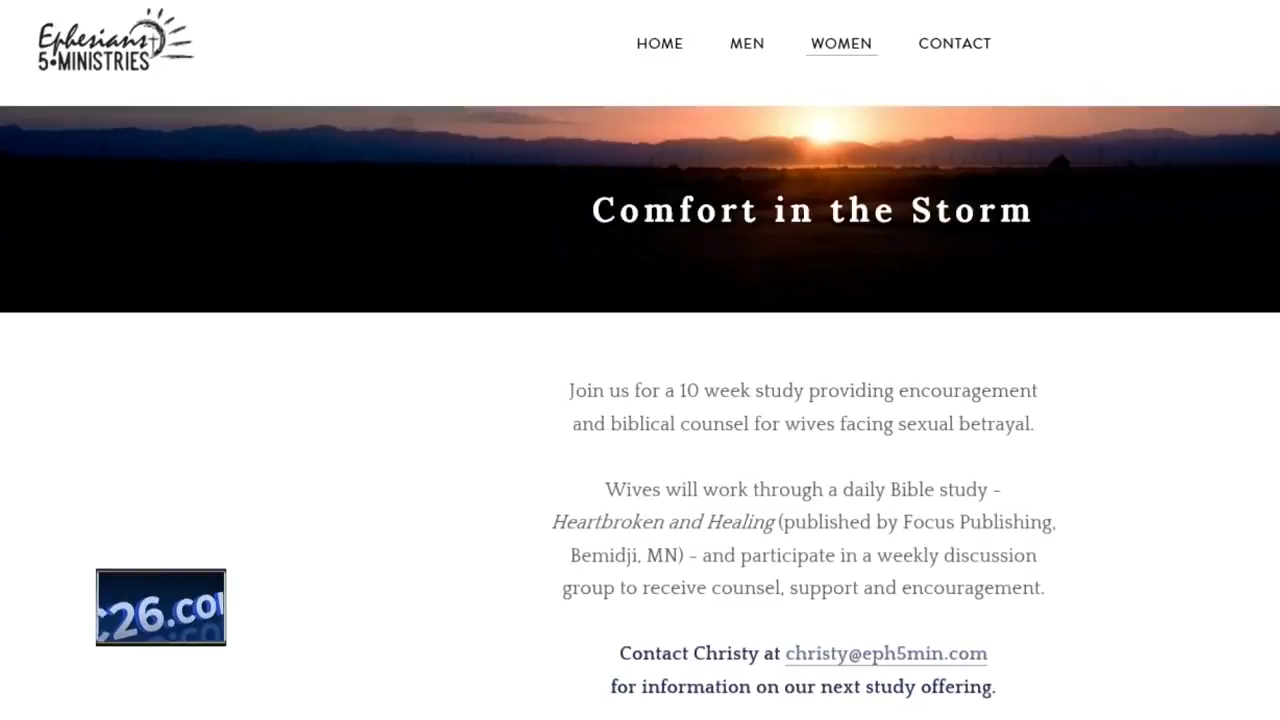 Ephesians
5•MINISTRIES
HOME MEN WOMEN CONTACT
Comfort in the Storm
Join us for a 10 week study providing encouragement
and biblical counsel for wives facing sexual betrayal.
Wives will work through a daily Bible study -
Heartbroken and Healing (published by Focus Publishing,
Bemidji, MN) - and participate in a weekly discussion
group to receive counsel, support and encouragement.
26.co
Contact Christy at christy@eph5min.com
for information on our next study offering.